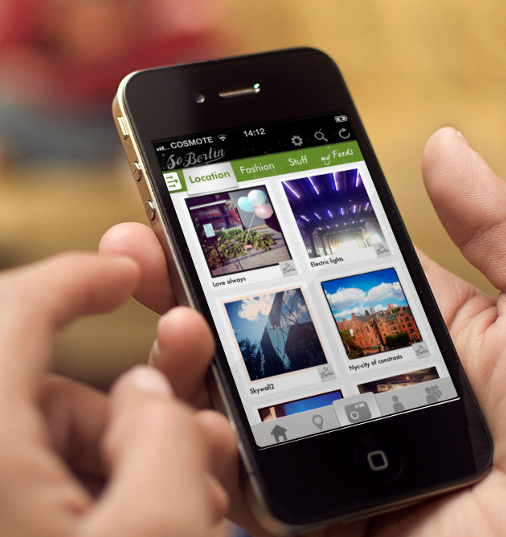 COSMOTE 14:12
So Berlin
Location Fashion Stuff my Feeds
Love always
Electric lights
Skywall2
Nyc-city of constrasts